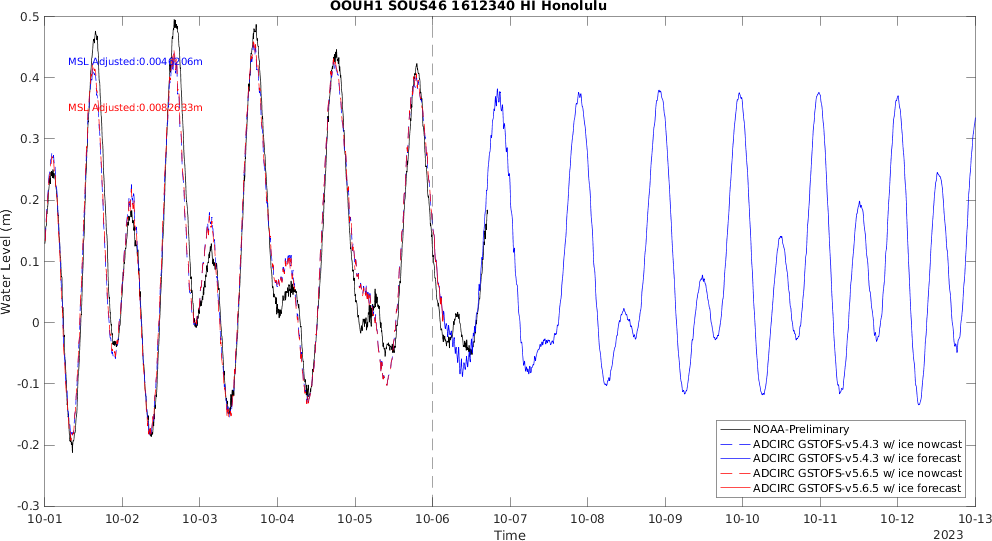 OOUH1 SOUS46 1612340 HI Honolulu
0.5
0.4
0.3
0.2
0.1
0
-0.1
-0.2
-0.3
Water Level (m)
MSL Adjusted:0.0046206m
MSL Adjusted:0.0082633m
NOAA-Preliminary
ADCIRC GSTOFS-v5.4.3 w/ ice nowcast
ADCIRC GSTOFS-v5.4.3 w/ ice forecast
ADCIRC GSTOFS-v5.6.5 w/ ice nowcast
ADCIRC GSTOFS-v5.6.5 w/ ice forecast
10-01 10-02 10-03 10-04 10-05 10-06 10-07 10-08 10-09 10-10 10-11 10-12 10-13
Time
2023